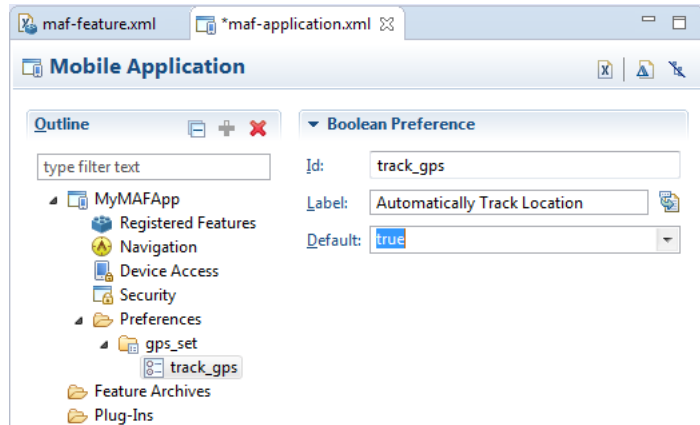 maf-feature.xml
*maf-application.xml
Mobile Application
Outline
type filter text
MyMAFApp
Registered Features
Navigation
Device Access
Security
Preferences
gps_set
track_gps
Feature Archives
Plug-Ins
Boolean Preference
Id: track_gps
Label: Automatically Track Location
Default: true